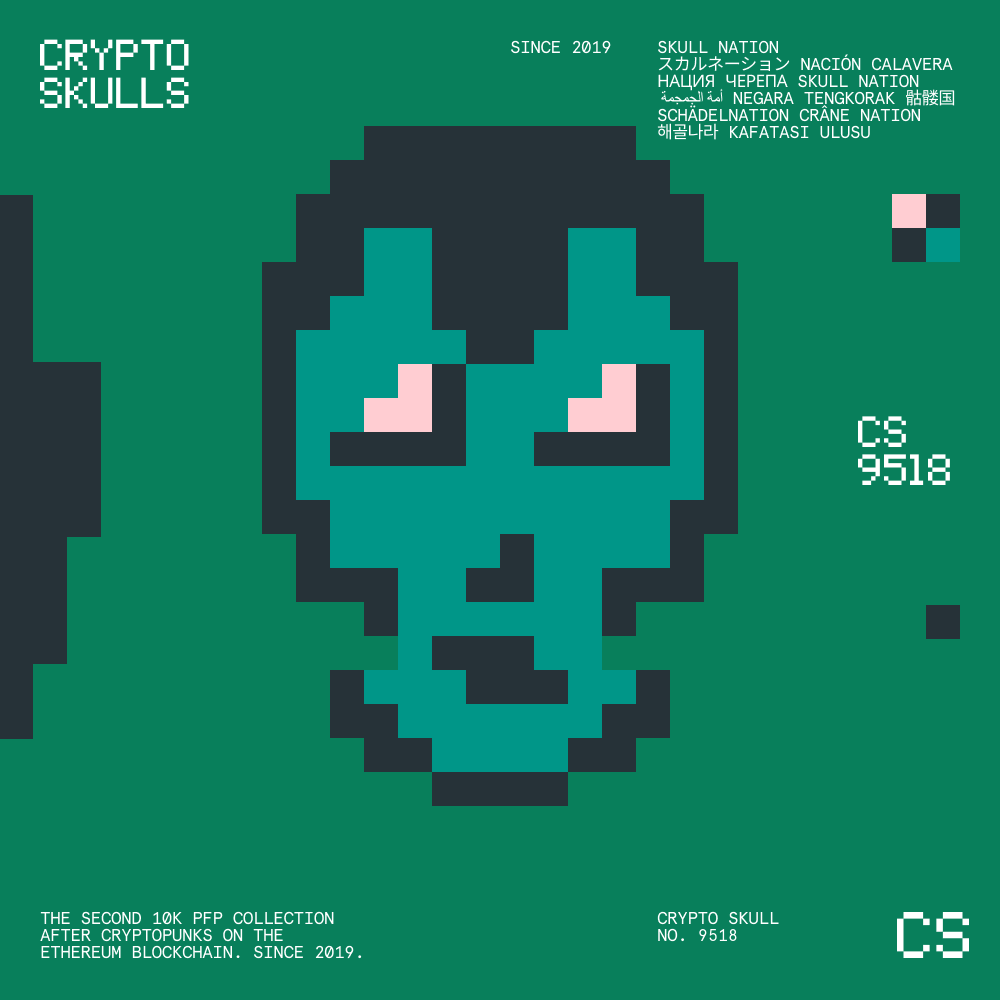 CRYPTO
SKULLS
SINCE 2019
SKULL NATION
スカルネーション NACIÓN CALAVERA
НАЦИЯ ЧЕРЕПА SKULL NATION
أمة الجمجمة NEGARA TENGKORAK 骷髅国
SCHÄDELNATION CRÂNE NATION
해골나라 KAFATASI ULUSU
CS
9518
THE SECOND 10K PFP COLLECTION
AFTER CRYPTOPUNKS ON THE
ETHEREUM BLOCKCHAIN. SINCE 2019.
CRYPTO SKULL
NO. 9518
CS